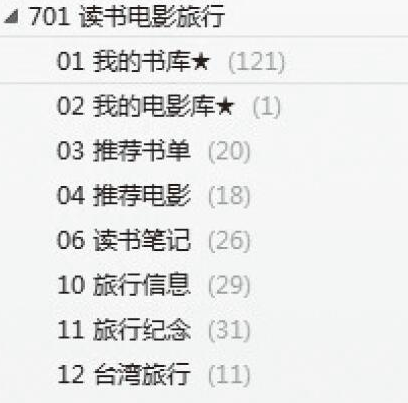 701 读书电影旅行
01 我的书库★ (121)
02 我的电影库★ (1)
03 推荐书单 (20)
04 推荐电影 (18)
06 读书笔记 (26)
10 旅行信息 (29)
11 旅行纪念 (31)
12 台湾旅行 (11)